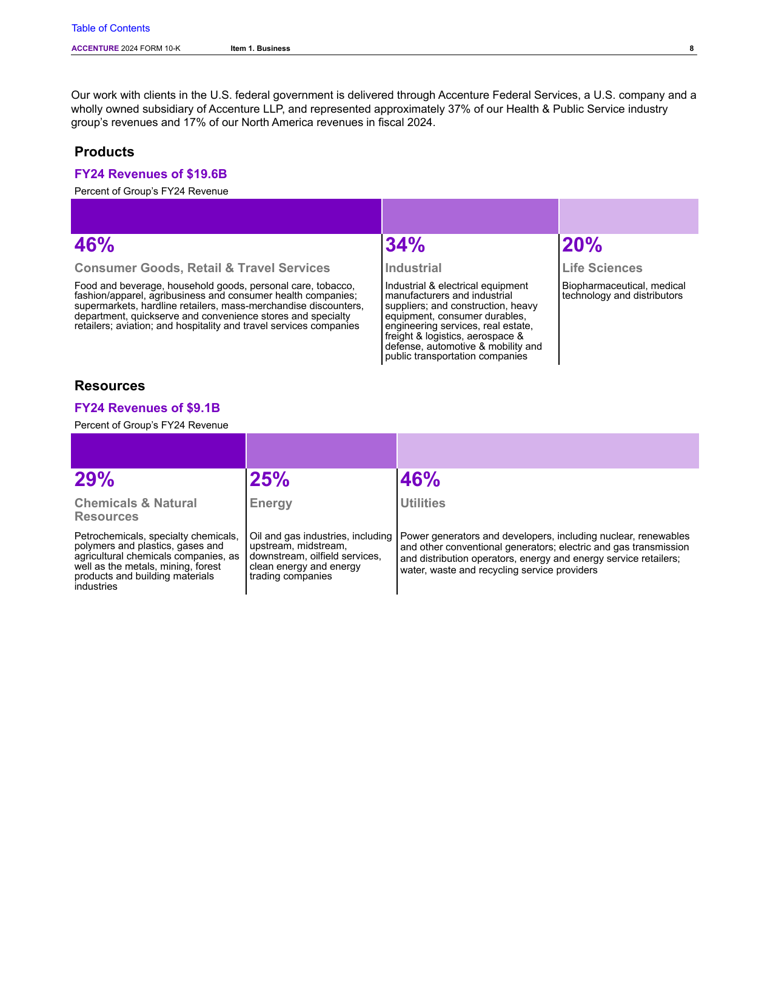 Table of Contents
ACCENTURE 2024 FORM 10-K Item 1. Business 8
Our work with clients in the U.S. federal government is delivered through Accenture Federal Services, a U.S. company and a
wholly owned subsidiary of Accenture LLP, and represented approximately 37% of our Health & Public Service industry
group’s revenues and 17% of our North America revenues in fiscal 2024.
Products
FY24 Revenues of $19.6B
Percent of Group’s FY24 Revenue
46%
Consumer Goods, Retail & Travel Services
Food and beverage, household goods, personal care, tobacco,
fashion/apparel, agribusiness and consumer health companies;
supermarkets, hardline retailers, mass-merchandise discounters,
department, quickserve and convenience stores and specialty
retailers; aviation; and hospitality and travel services companies
34%
Industrial
Industrial & electrical equipment
manufacturers and industrial
suppliers; and construction, heavy
equipment, consumer durables,
engineering services, real estate,
freight & logistics, aerospace &
defense, automotive & mobility and
public transportation companies
20%
Life Sciences
Biopharmaceutical, medical
technology and distributors
Resources
FY24 Revenues of $9.1B
Percent of Group’s FY24 Revenue
29%
Chemicals & Natural
Resources
Petrochemicals, specialty chemicals,
polymers and plastics, gases and
agricultural chemicals companies, as
well as the metals, mining, forest
products and building materials
industries
25%
Energy
Oil and gas industries, including
upstream, midstream,
downstream, oilfield services,
clean energy and energy
trading companies
46%
Utilities
Power generators and developers, including nuclear, renewables
and other conventional generators; electric and gas transmission
and distribution operators, energy and energy service retailers;
water, waste and recycling service providers